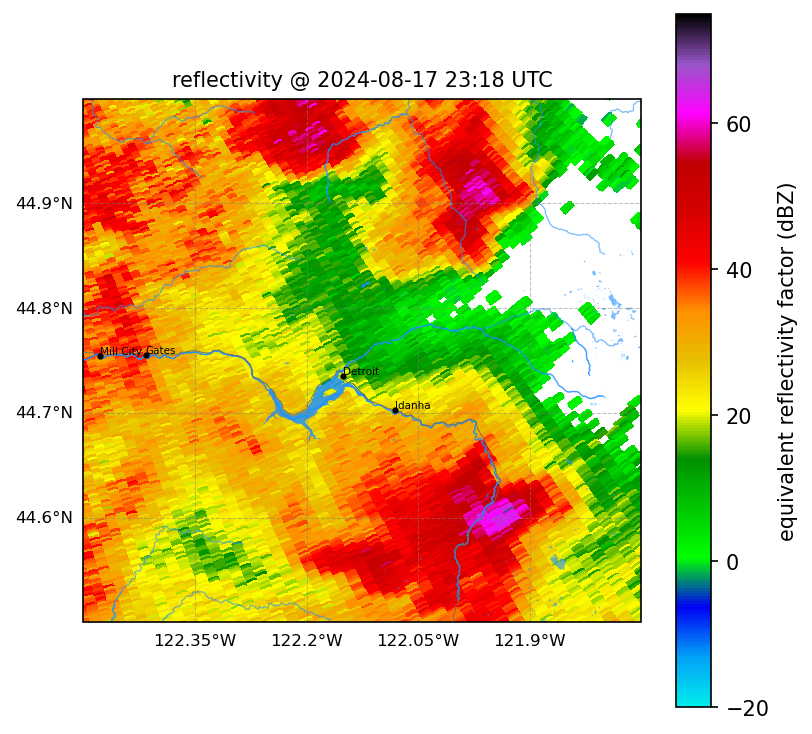 reflectivity @ 2024-08-17 23:18 UTC
44.9°N
44.8°N
44.7°N
44.6°N
122.35°W
122.2°W
122.05°W
121.9°W
Mill City
Gates
Detroit
Idanha
60
40
20
0
−20
equivalent reflectivity factor (dBZ)